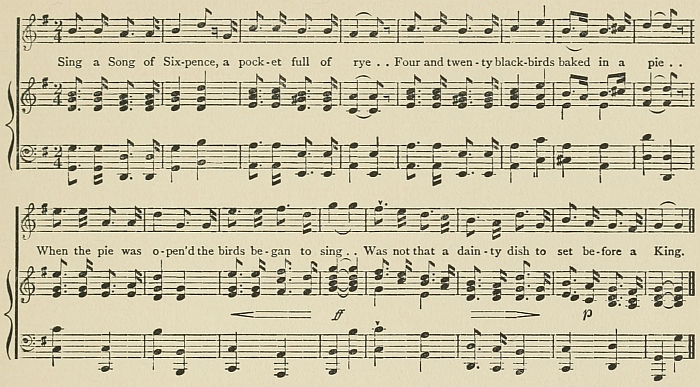 Sing a Song of Six-pence, a pock-et full of rye . . Four and twen-ty black-birds baked in a pie . .
When the pie was o-pen'd the birds be-gan to sing . . Was not that a dain-ty dish to set be-fore a King.
ff p